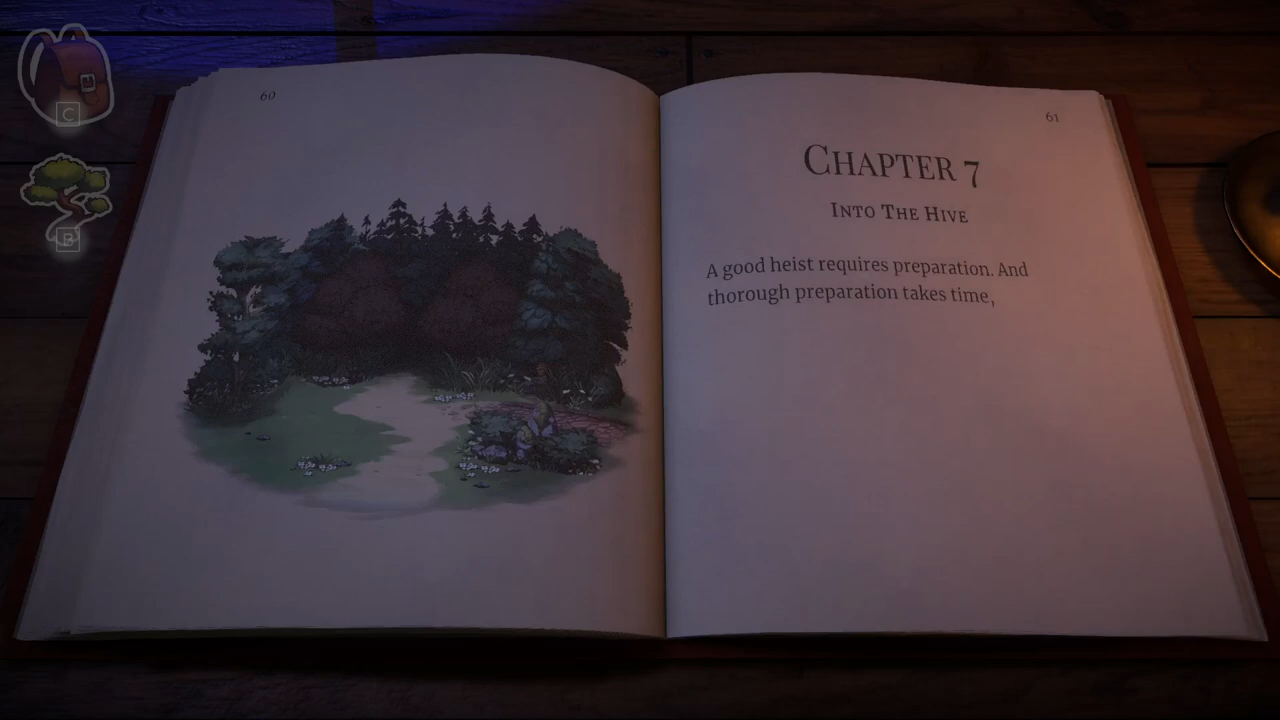 C
B
60
61
CHAPTER 7
INTO THE HIVE
A good heist requires preparation. And
thorough preparation takes time,